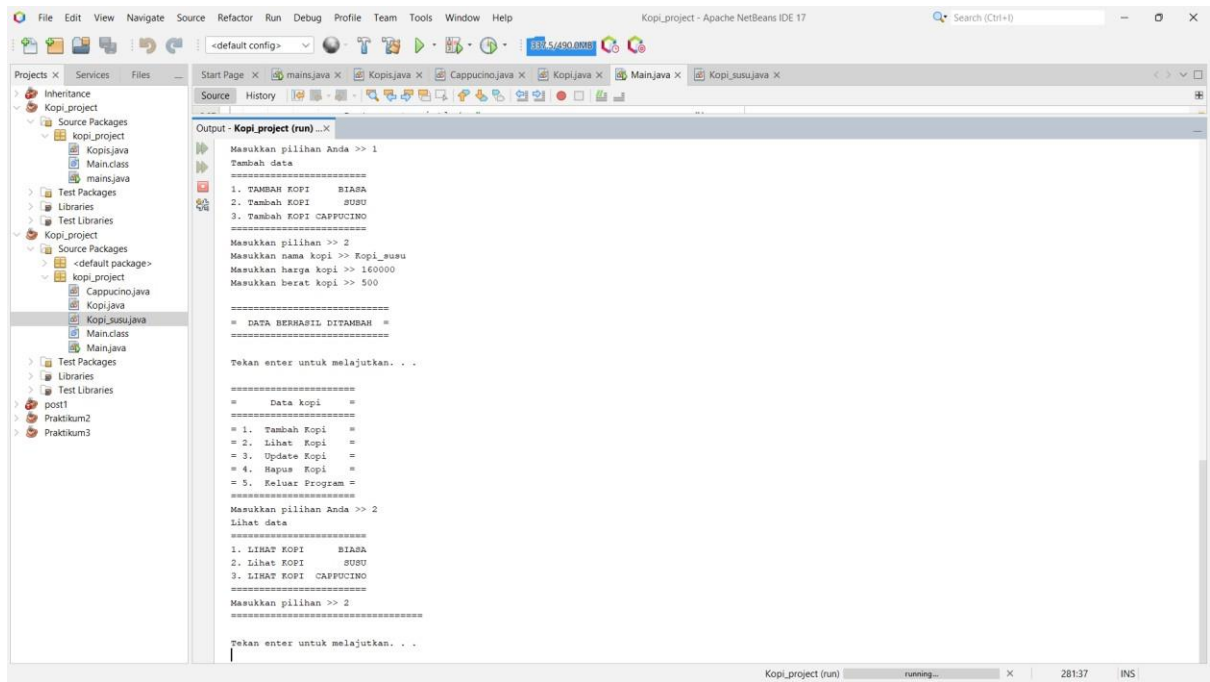 File Edit View Navigate Source Refactor Run Debug Profile Team Tools Window Help
Kopi_project - Apache NetBeans IDE 17
Search (Ctrl+I)
<default config>
Projects Services Files
Start Page mains.java Kopis.java Cappucino.java Kopi.java Main.java Kopi_susu.java
Source History
Inheritance
Kopi_project
Source Packages
kopi_project
Kopis.java
Main.class
mains.java
Test Packages
Libraries
Test Libraries
Kopi_project
Source Packages
<default package>
kopi_project
Cappucino.java
Kopi.java
Kopi_susu.java
Main.class
Main.java
Test Packages
Libraries
Test Libraries
post1
Praktikum2
Praktikum3
Output - Kopi_project (run) ...
Masukkan pilihan Anda >> 1
Tambah data
========================
1. TAMBAH KOPI BIASA
2. Tambah KOPI SUSU
3. Tambah KOPI CAPPUCINO
========================
Masukkan pilihan >> 2
Masukkan nama kopi >> Kopi_susu
Masukkan harga kopi >> 160000
Masukkan berat kopi >> 500
============================
= DATA BERHASIL DITAMBAH =
============================
Tekan enter untuk melajutkan. . .
======================
= Data kopi =
======================
= 1. Tambah Kopi =
= 2. Lihat Kopi =
= 3. Update Kopi =
= 4. Hapus Kopi =
= 5. Keluar Program =
======================
Masukkan pilihan Anda >> 2
Lihat data
========================
1. LIHAT KOPI BIASA
2. Lihat KOPI SUSU
3. LIHAT KOPI CAPPUCINO
========================
Masukkan pilihan >> 2
==================================
Tekan enter untuk melajutkan. . .
Kopi_project (run) running... 281:37 INS